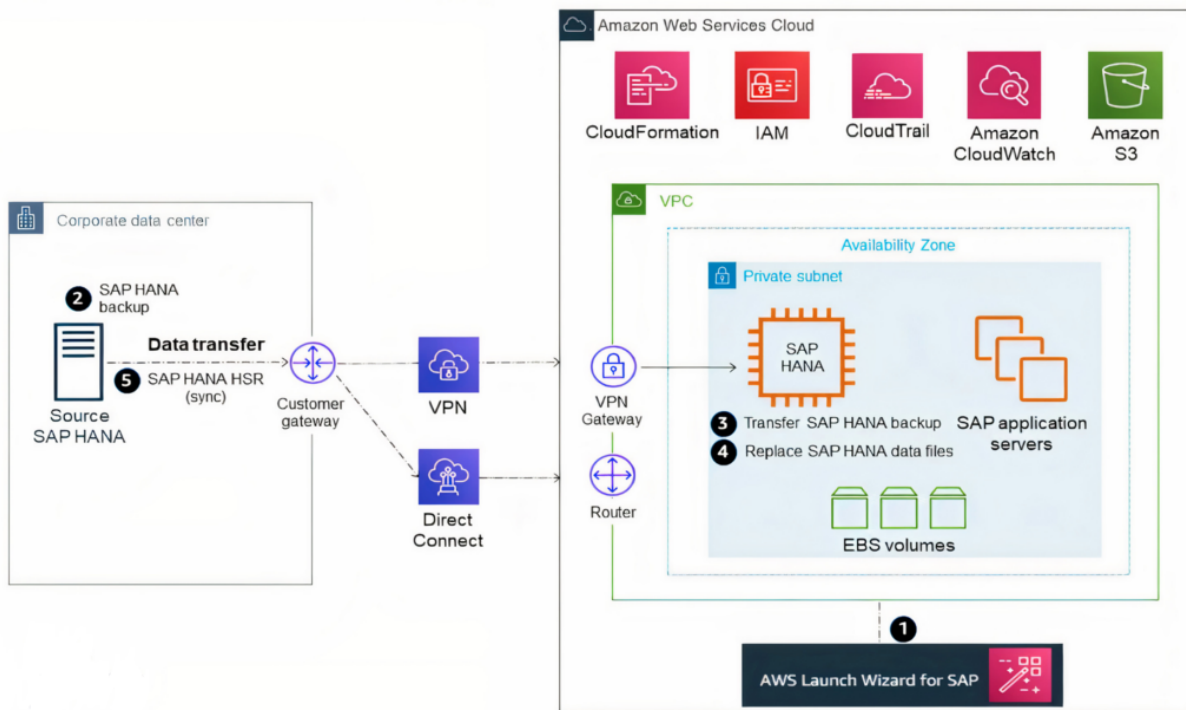 Amazon Web Services Cloud
CloudFormation
IAM
CloudTrail
Amazon
CloudWatch
Amazon
S3
Corporate data center
2
SAP HANA
backup
Data transfer
5
SAP HANA HSR
(sync)
Source
SAP HANA
Customer
gateway
VPN
Direct
Connect
VPC
Availability Zone
Private subnet
VPN
Gateway
Router
SAP
HANA
3 Transfer SAP HANA backup
4 Replace SAP HANA data files
SAP application
servers
EBS volumes
1
AWS Launch Wizard for SAP